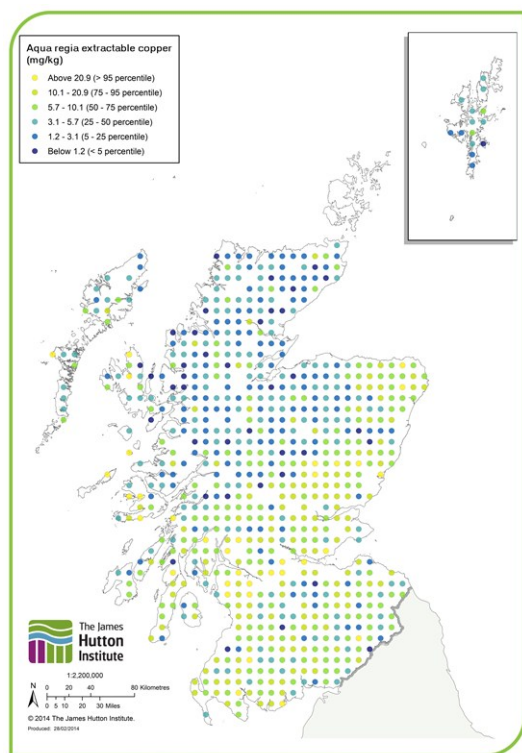 Aqua regia extractable copper
(mg/kg)
Above 20.9 (> 95 percentile)
10.1 - 20.9 (75 - 95 percentile)
5.7 - 10.1 (50 - 75 percentile)
3.1 - 5.7 (25 - 50 percentile)
1.2 - 3.1 (5 - 25 percentile)
Below 1.2 (< 5 percentile)
The James
Hutton
Institute
1:2,200,000
N
0 20 40 80 Kilometres
0 5 10 20 30 Miles
© 2014 The James Hutton Institute.
Produced: 28/02/2014